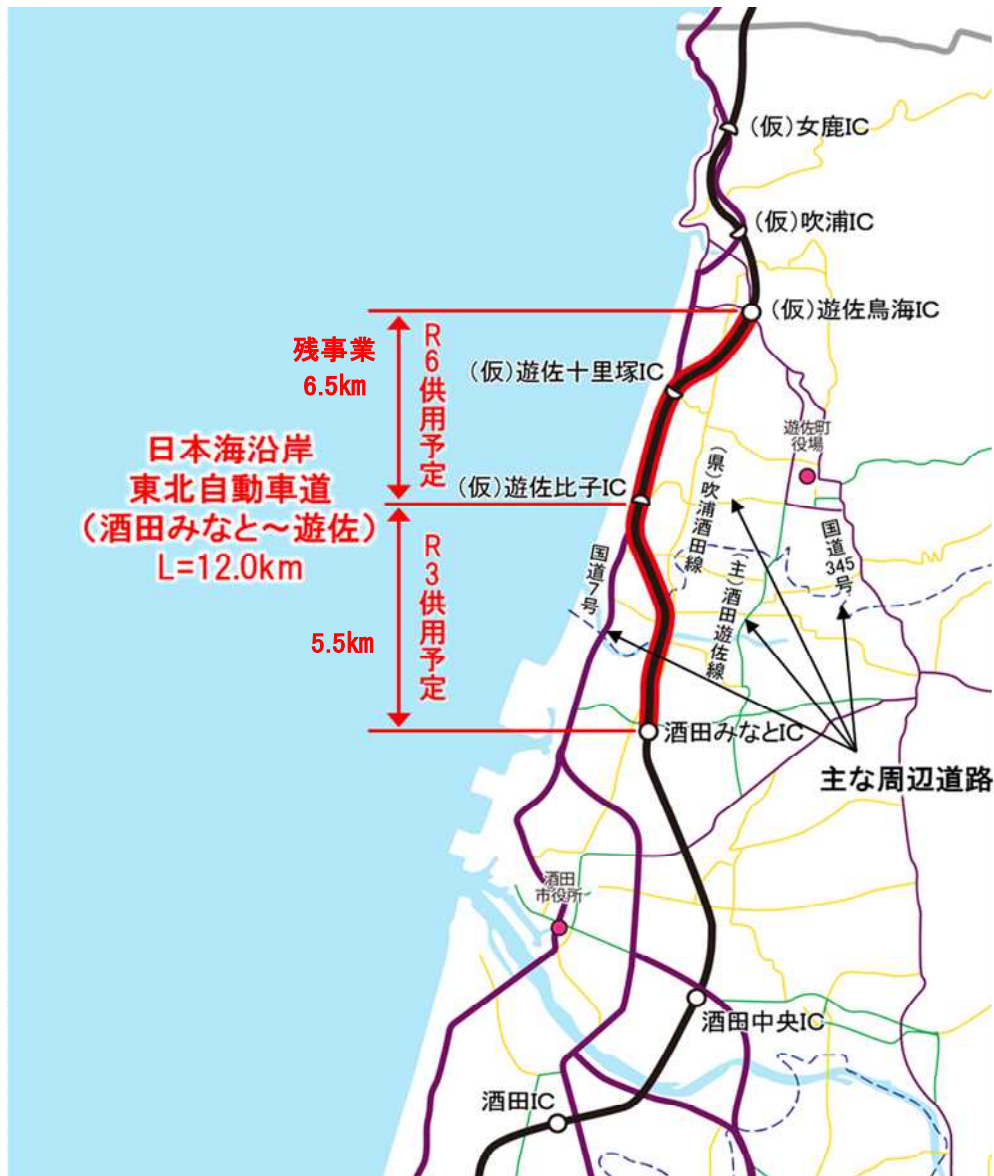 (仮)女鹿IC
(仮)吹浦IC
(仮)遊佐鳥海IC
残事業
6.5km
R6供用予定
(仮)遊佐十里塚IC
遊佐町
役場
日本海沿岸
東北自動車道
(酒田みなと～遊佐)
L=12.0km
(仮)遊佐比子IC
(県)吹浦酒田線
国道345号
国道7号
(主)酒田遊佐線
R3供用予定
5.5km
酒田みなとIC
主な周辺道路
酒田
市役所
酒田中央IC
酒田IC